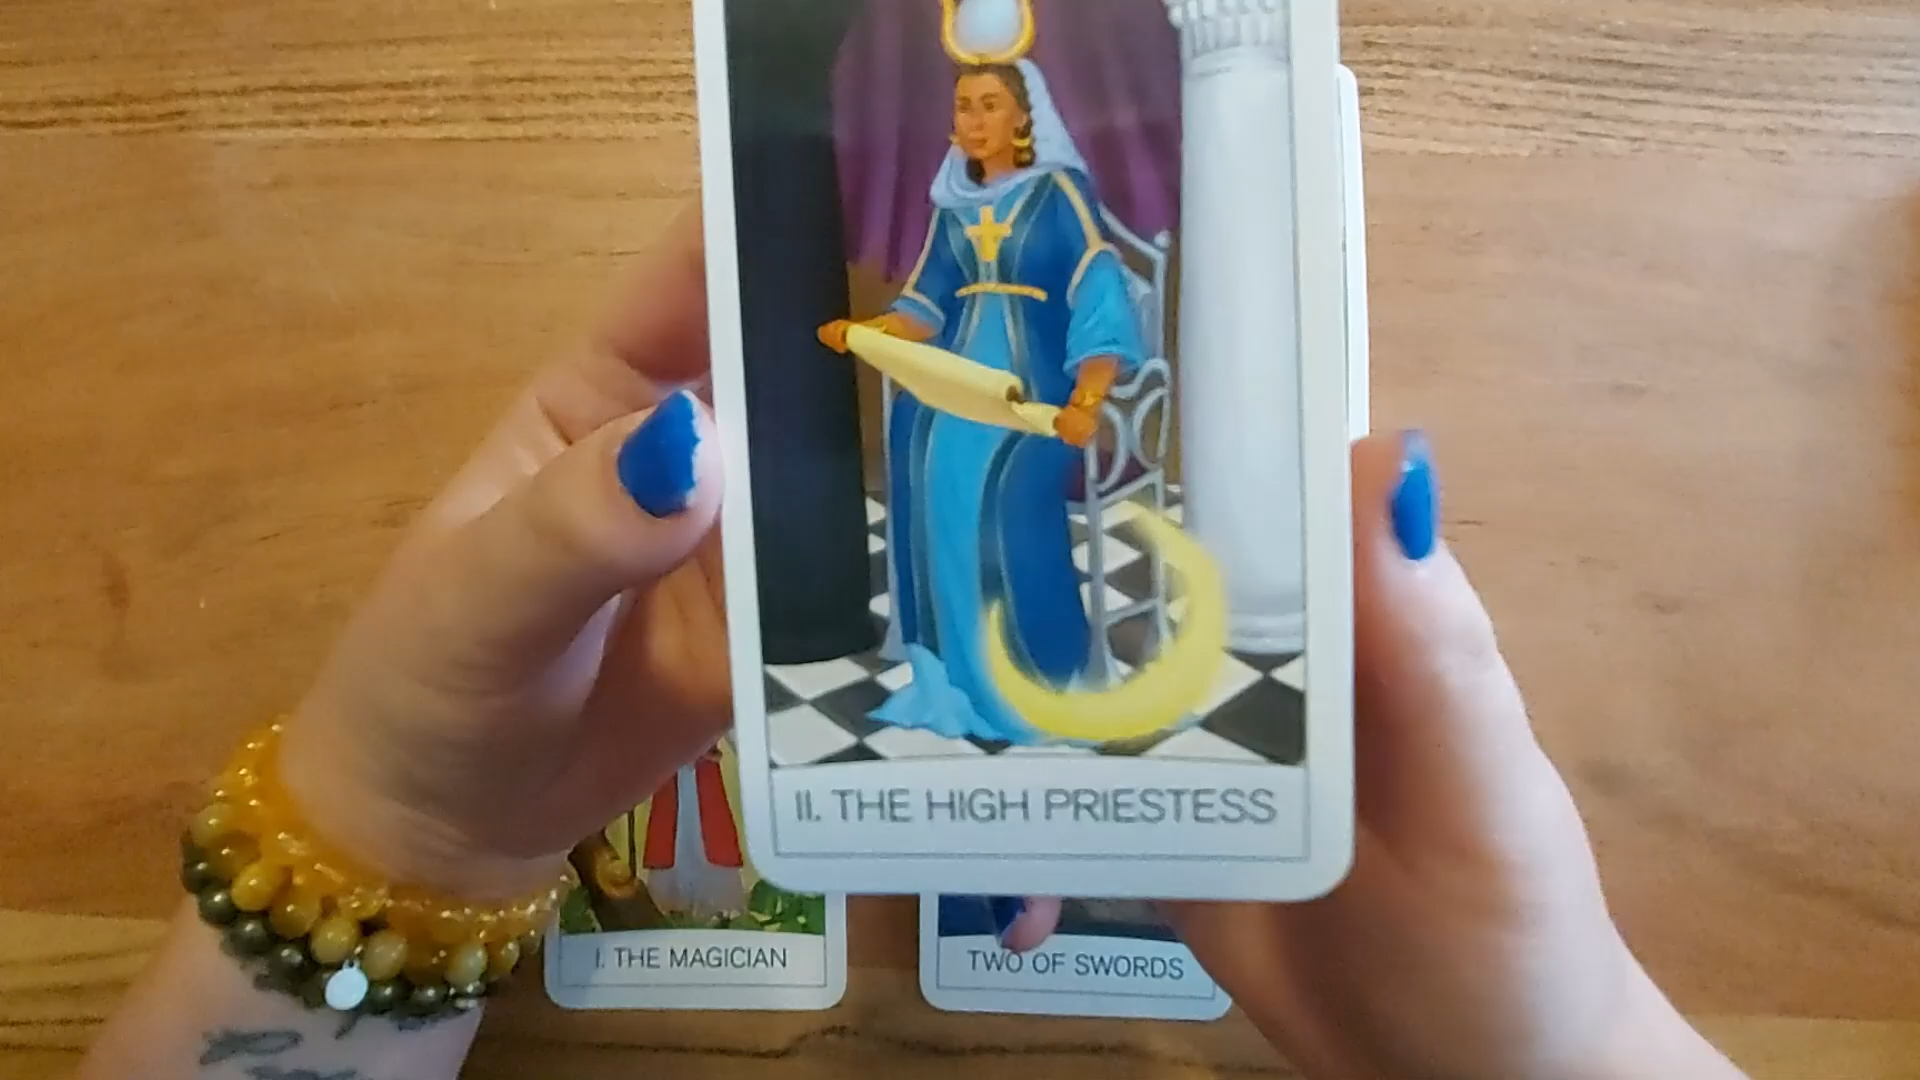 II. THE HIGH PRIESTESS
I. THE MAGICIAN
TWO OF SWORDS